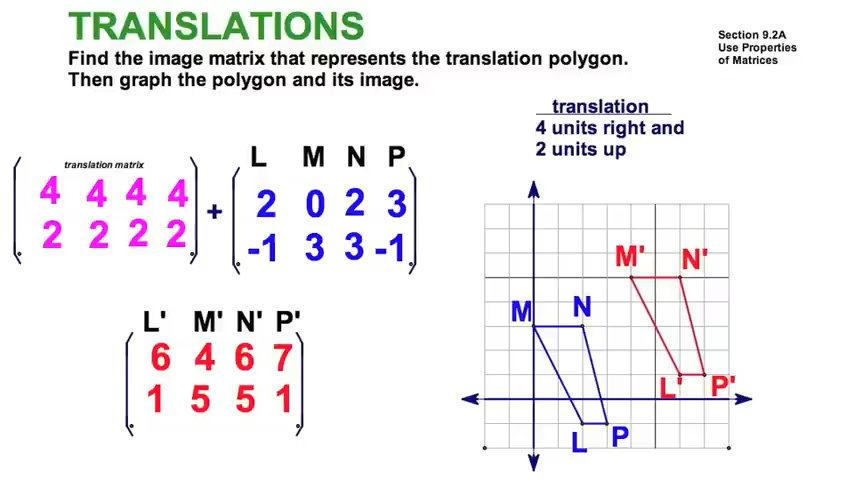 TRANSLATIONS
Find the image matrix that represents the translation polygon.
Then graph the polygon and its image.
Section 9.2A
Use Properties
of Matrices
translation
4 units right and
2 units up
translation matrix
4 4 4 4
2 2 2 2
+
L M N P
2 0 2 3
-1 3 3 -1
L' M' N' P'
6 4 6 7
1 5 5 1
M' N'
M N
L' P'
L P